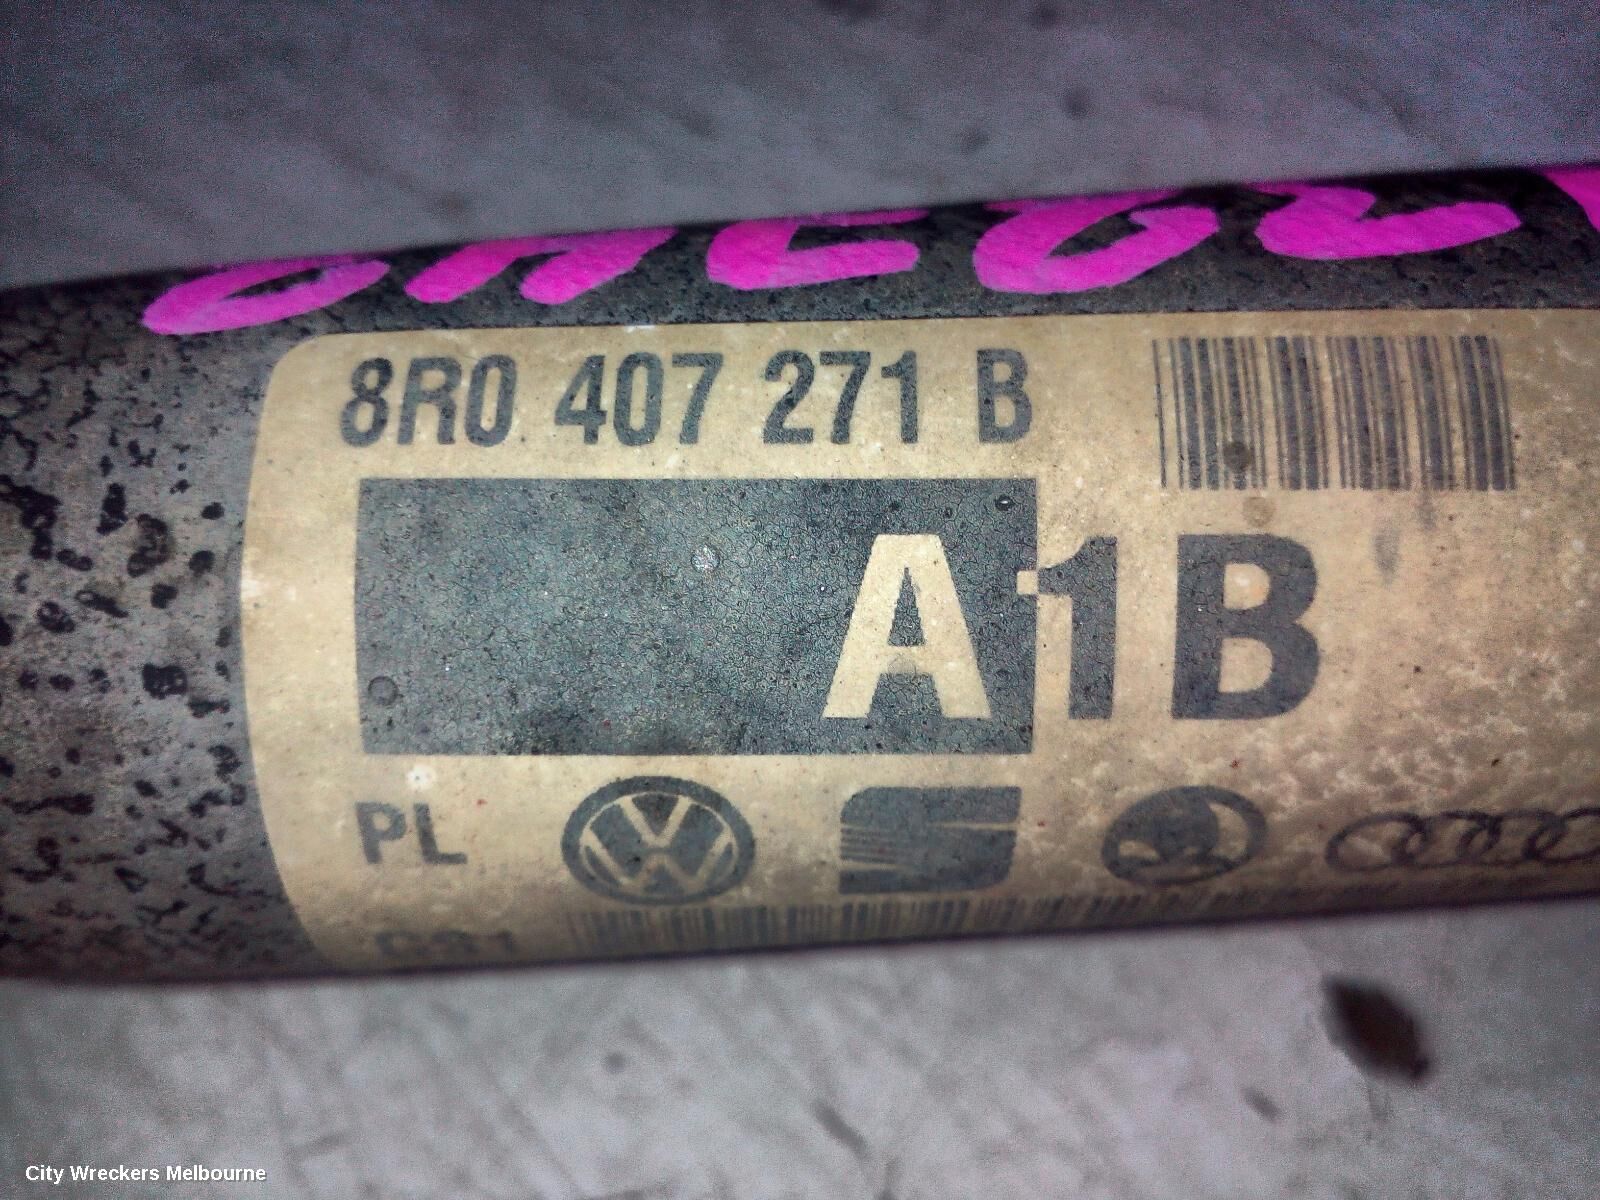 8R0 407 271 B
A1B
PL
City Wreckers Melbourne